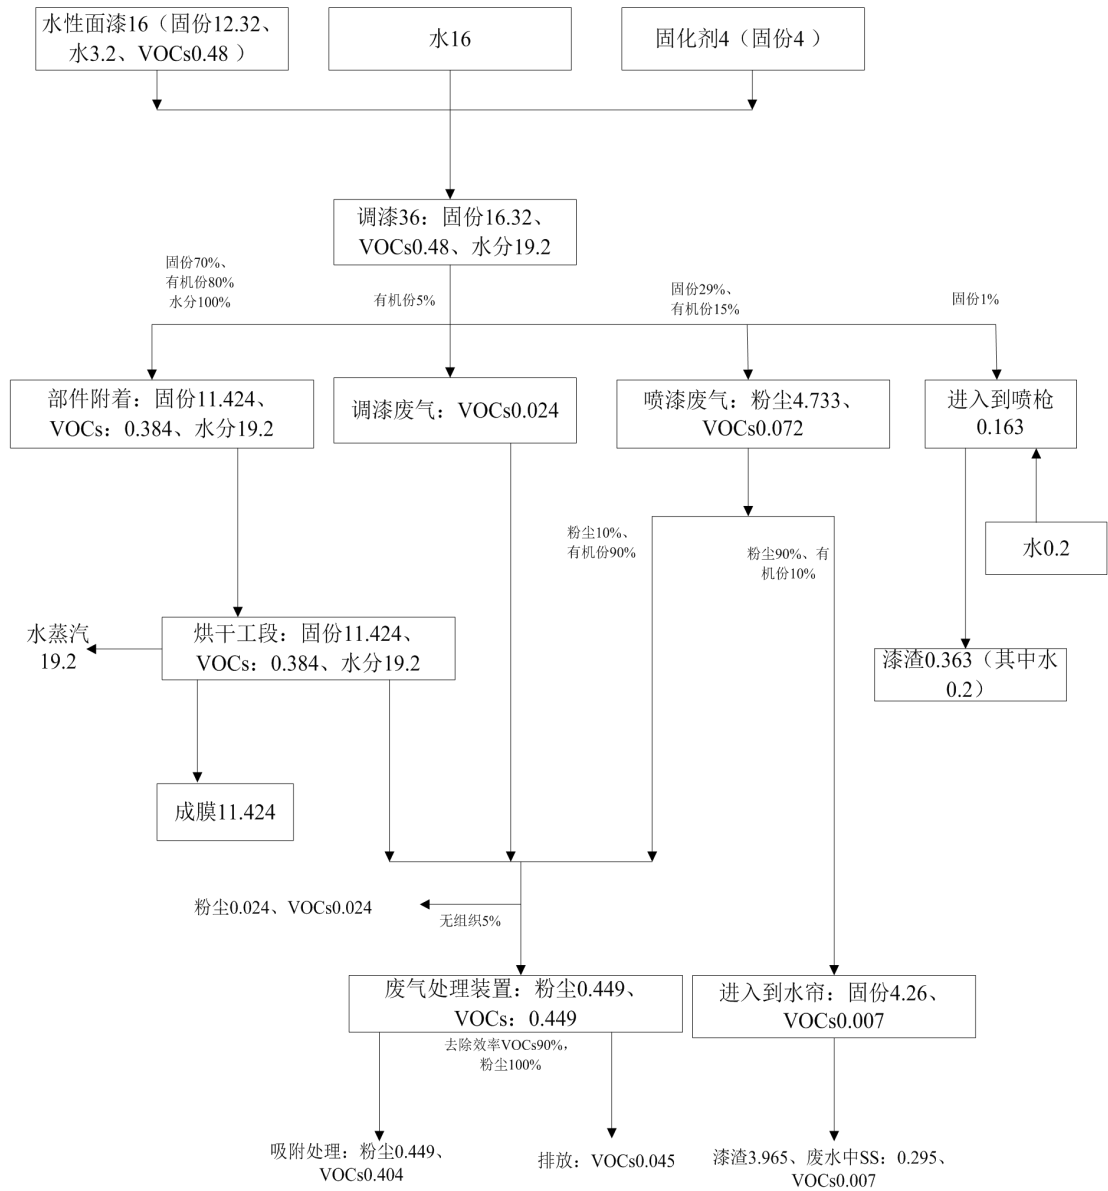 水性面漆16（固份12.32、
水3.2、VOCs0.48 ）
水16
固化剂4（固份4 ）
调漆36：固份16.32、
VOCs0.48、水分19.2
固份70%、
有机份80%
水分100%
有机份5%
固份29%、
有机份15%
固份1%
部件附着：固份11.424、
VOCs：0.384、水分19.2
调漆废气：VOCs0.024
喷漆废气：粉尘4.733、
VOCs0.072
进入到喷枪
0.163
粉尘10%、
有机份90%
粉尘90%、有
机份10%
水0.2
水蒸汽
19.2
烘干工段：固份11.424、
VOCs：0.384、水分19.2
漆渣0.363（其中水
0.2）
成膜11.424
粉尘0.024、VOCs0.024
无组织5%
废气处理装置：粉尘0.449、
VOCs：0.449
进入到水帘：固份4.26、
VOCs0.007
去除效率VOCs90%，
粉尘100%
吸附处理：粉尘0.449、
VOCs0.404
排放：VOCs0.045
漆渣3.965、废水中SS：0.295、
VOCs0.007